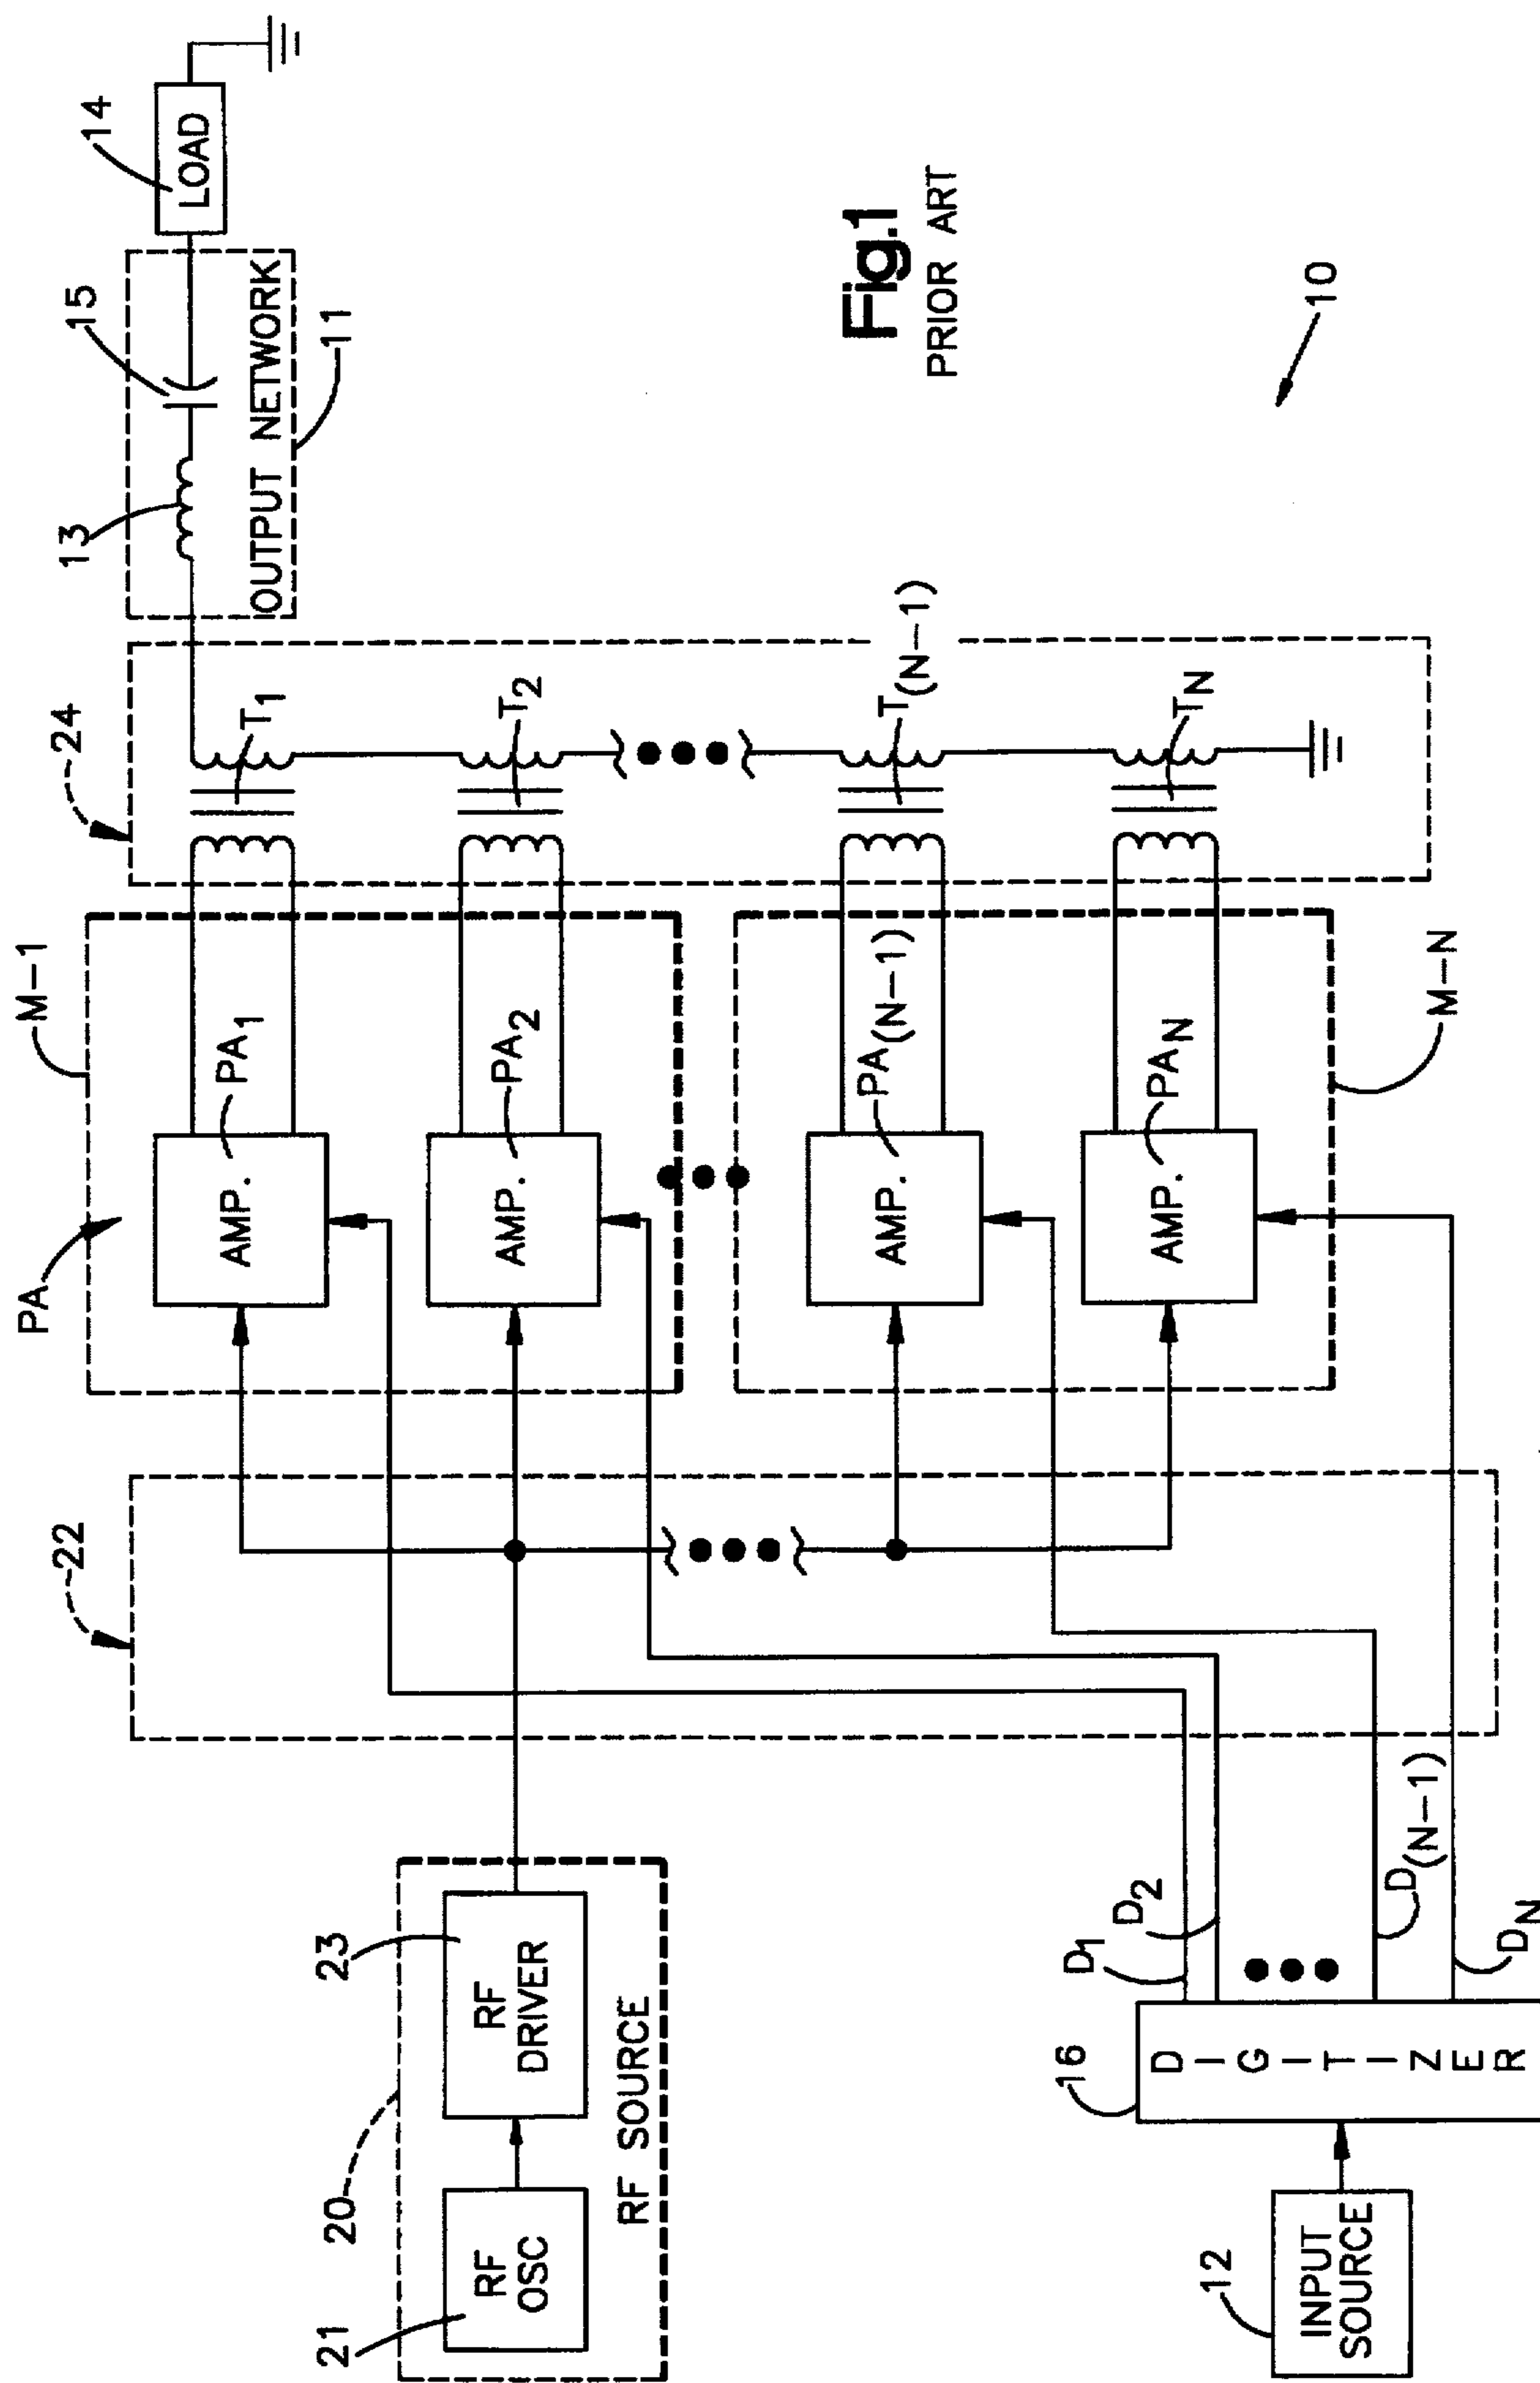 14
LOAD
15
13
OUTPUT NETWORK
11
24
T1
T2
T(N-1)
TN
M-1
PA
AMP.
PA1
AMP.
PA2
AMP.
PA(N-1)
AMP.
PAN
M-N
22
20
21
RF
OSC
23
RF
DRIVER
RF SOURCE
12
INPUT
SOURCE
16
DIGITIZER
D1
D2
D(N-1)
DN
Fig.1
PRIOR ART
10